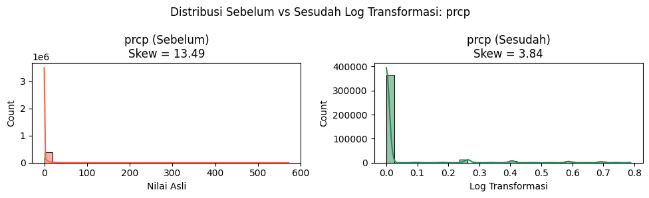 Distribusi Sebelum vs Sesudah Log Transformasi: prcp
prcp (Sebelum)
Skew = 13.49
1e6
3
2
1
0
Count
0 100 200 300 400 500 600
Nilai Asli
prcp (Sesudah)
Skew = 3.84
400000
300000
200000
100000
0
Count
0.0 0.1 0.2 0.3 0.4 0.5 0.6 0.7 0.8
Log Transformasi